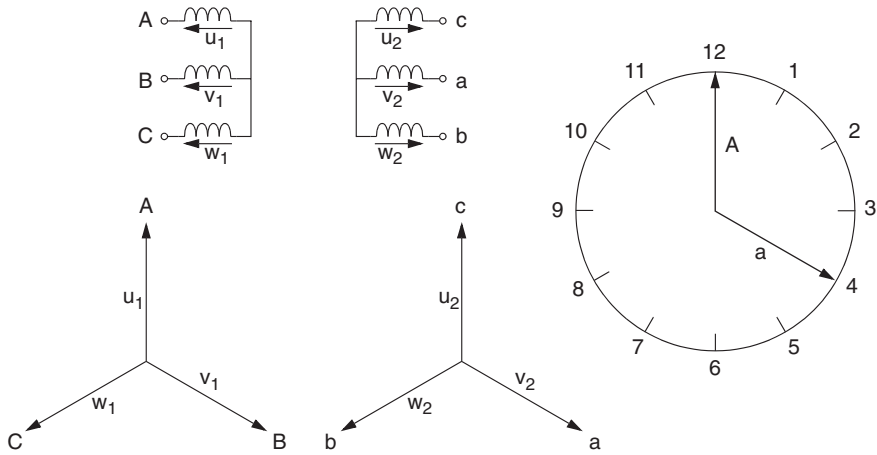 A u₁ u₂ c
B v₁ v₂ a
C w₁ w₂ b
12
11 1
10 2
A
9 3
a
8 4
7 5
6
A c
u₁ u₂
w₁ v₁ w₂ v₂
C B b a